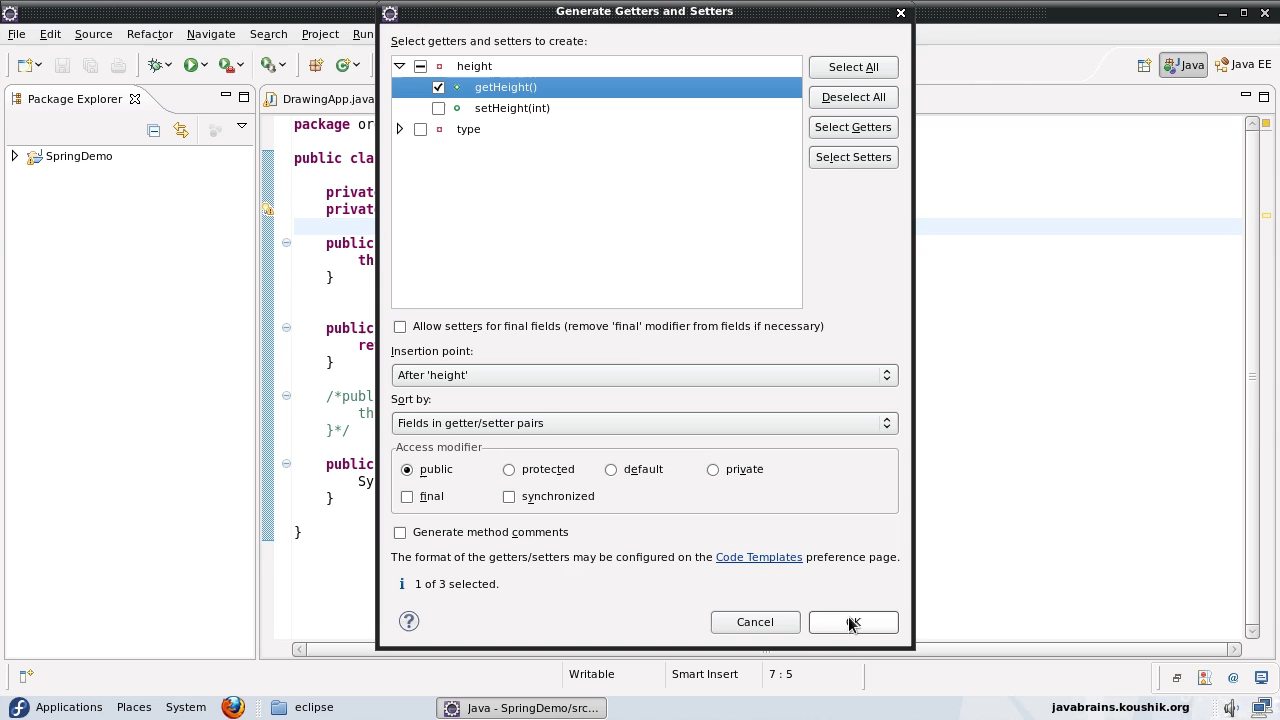 Generate Getters and Setters
File Edit Source Refactor Navigate Search Project Run
Java Java EE
Package Explorer
SpringDemo
DrawingApp.java
package or
public cla
privat
privat
public
th
}
public
re
}
/*publ
th
}*/
public
Sy
}
}
Select getters and setters to create:
height
getHeight()
setHeight(int)
type
Select All
Deselect All
Select Getters
Select Setters
Allow setters for final fields (remove 'final' modifier from fields if necessary)
Insertion point:
After 'height'
Sort by:
Fields in getter/setter pairs
Access modifier
public protected default private
final synchronized
Generate method comments
The format of the getters/setters may be configured on the Code Templates preference page.
1 of 3 selected.
Cancel
Writable Smart Insert 7 : 5
Applications Places System eclipse Java - SpringDemo/src... javabrains.koushik.org